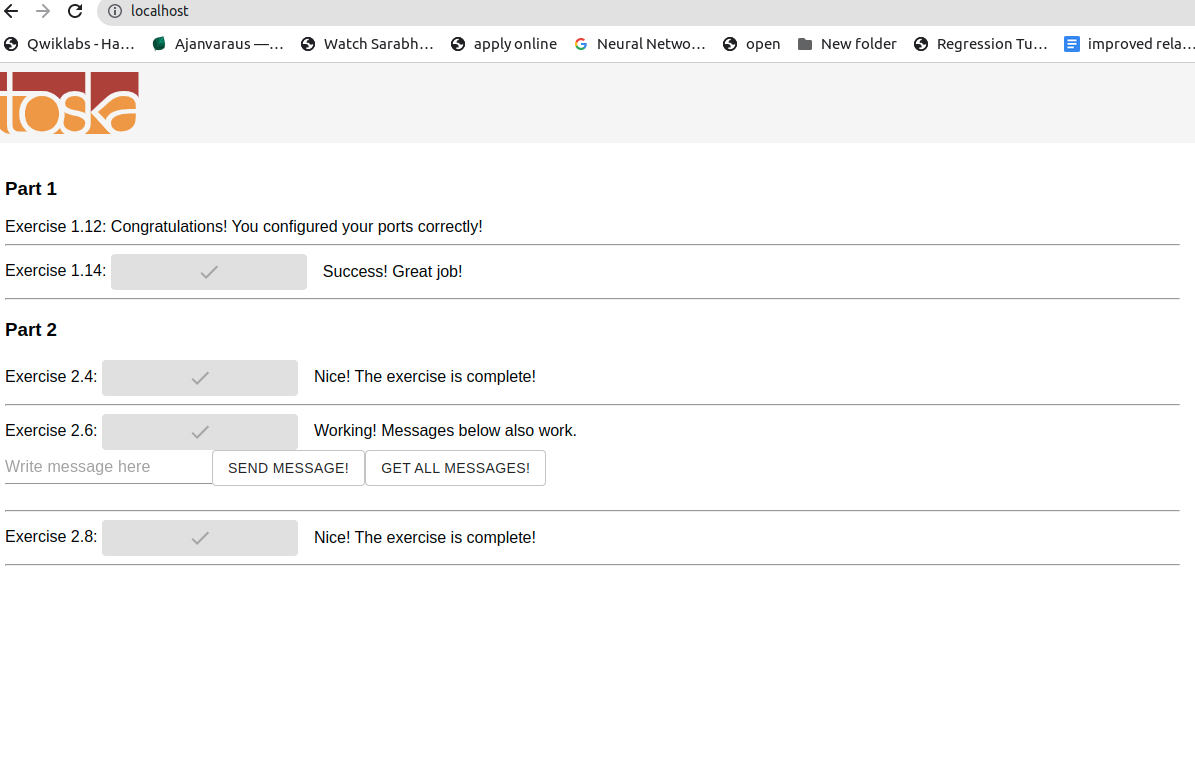 localhost
Qwiklabs - Ha... Ajanvaraus —... Watch Sarabh... apply online Neural Netwo... open New folder Regression Tu... improved rela...
toska
Part 1
Exercise 1.12: Congratulations! You configured your ports correctly!
Exercise 1.14: Success! Great job!
Part 2
Exercise 2.4: Nice! The exercise is complete!
Exercise 2.6: Working! Messages below also work.
Write message here SEND MESSAGE! GET ALL MESSAGES!
Exercise 2.8: Nice! The exercise is complete!